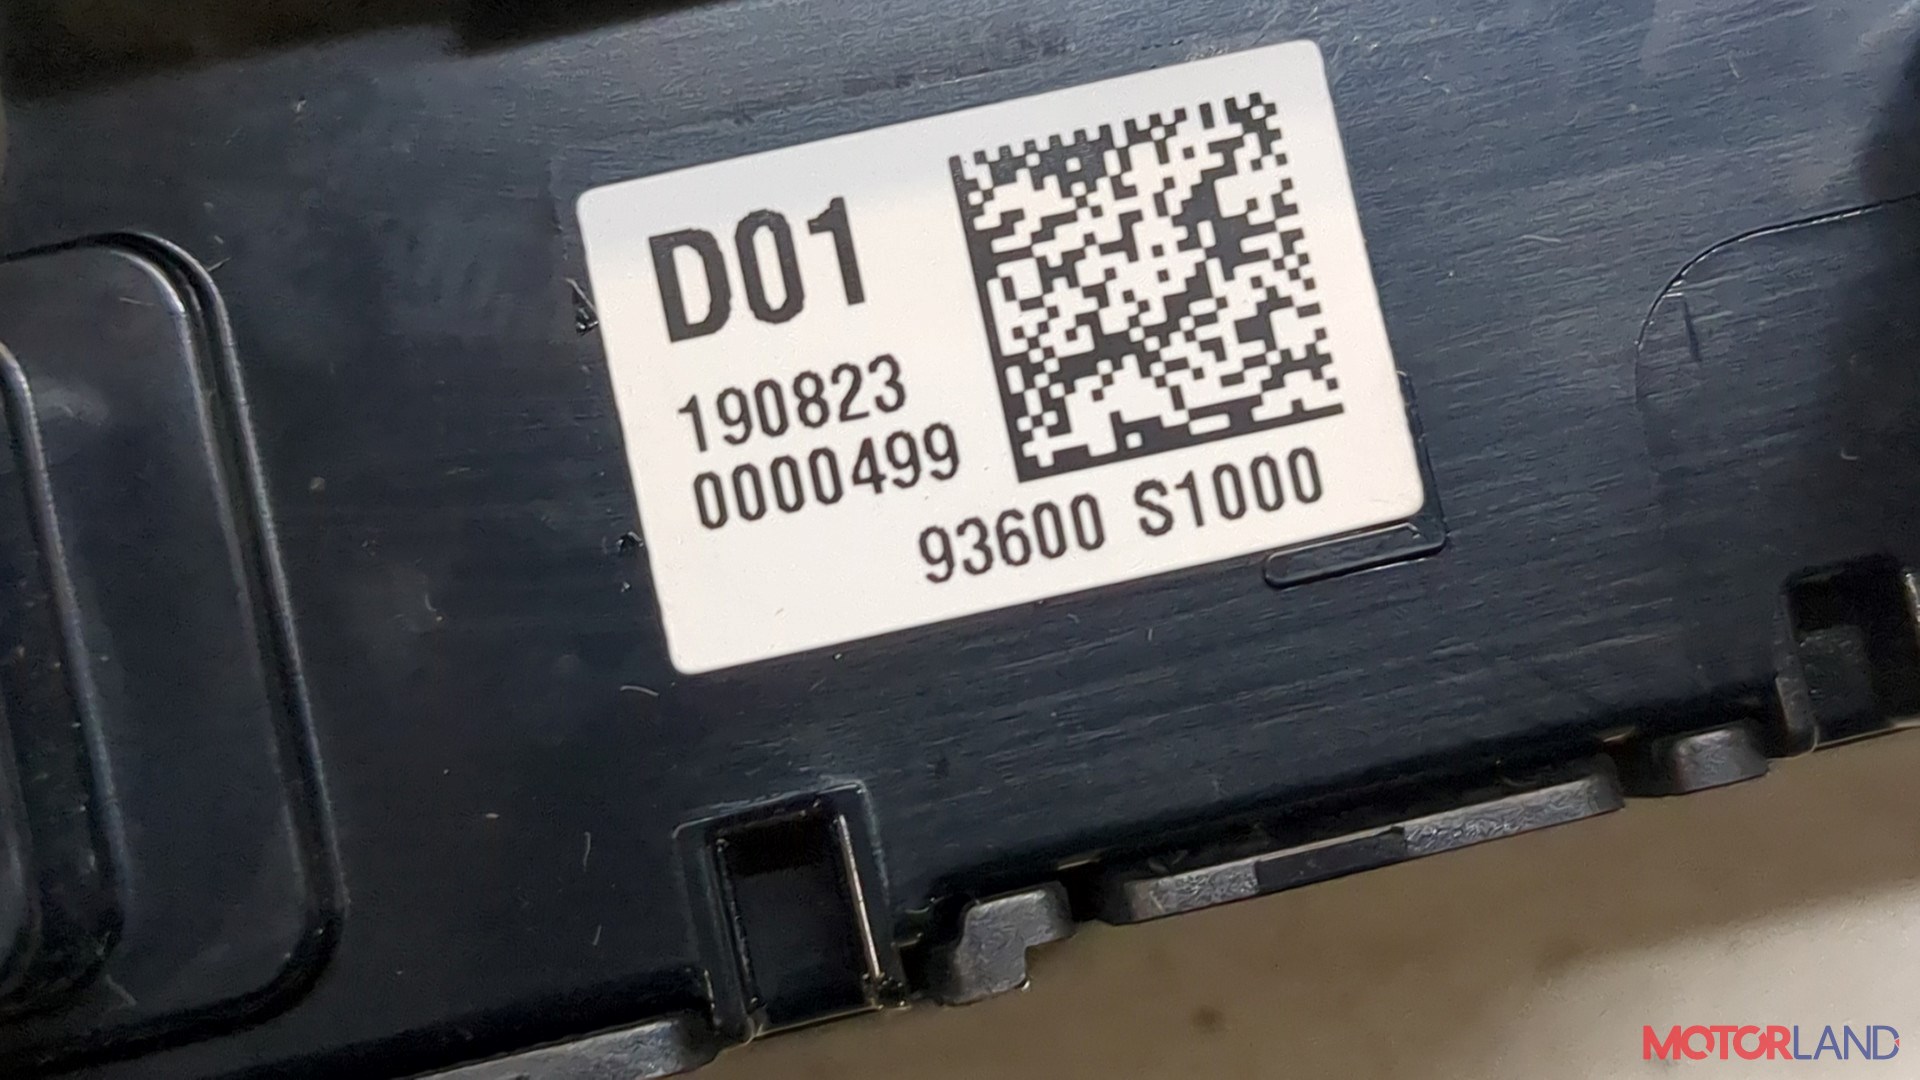 D01
190823
0000499
93600 S1000
MOTORLAND